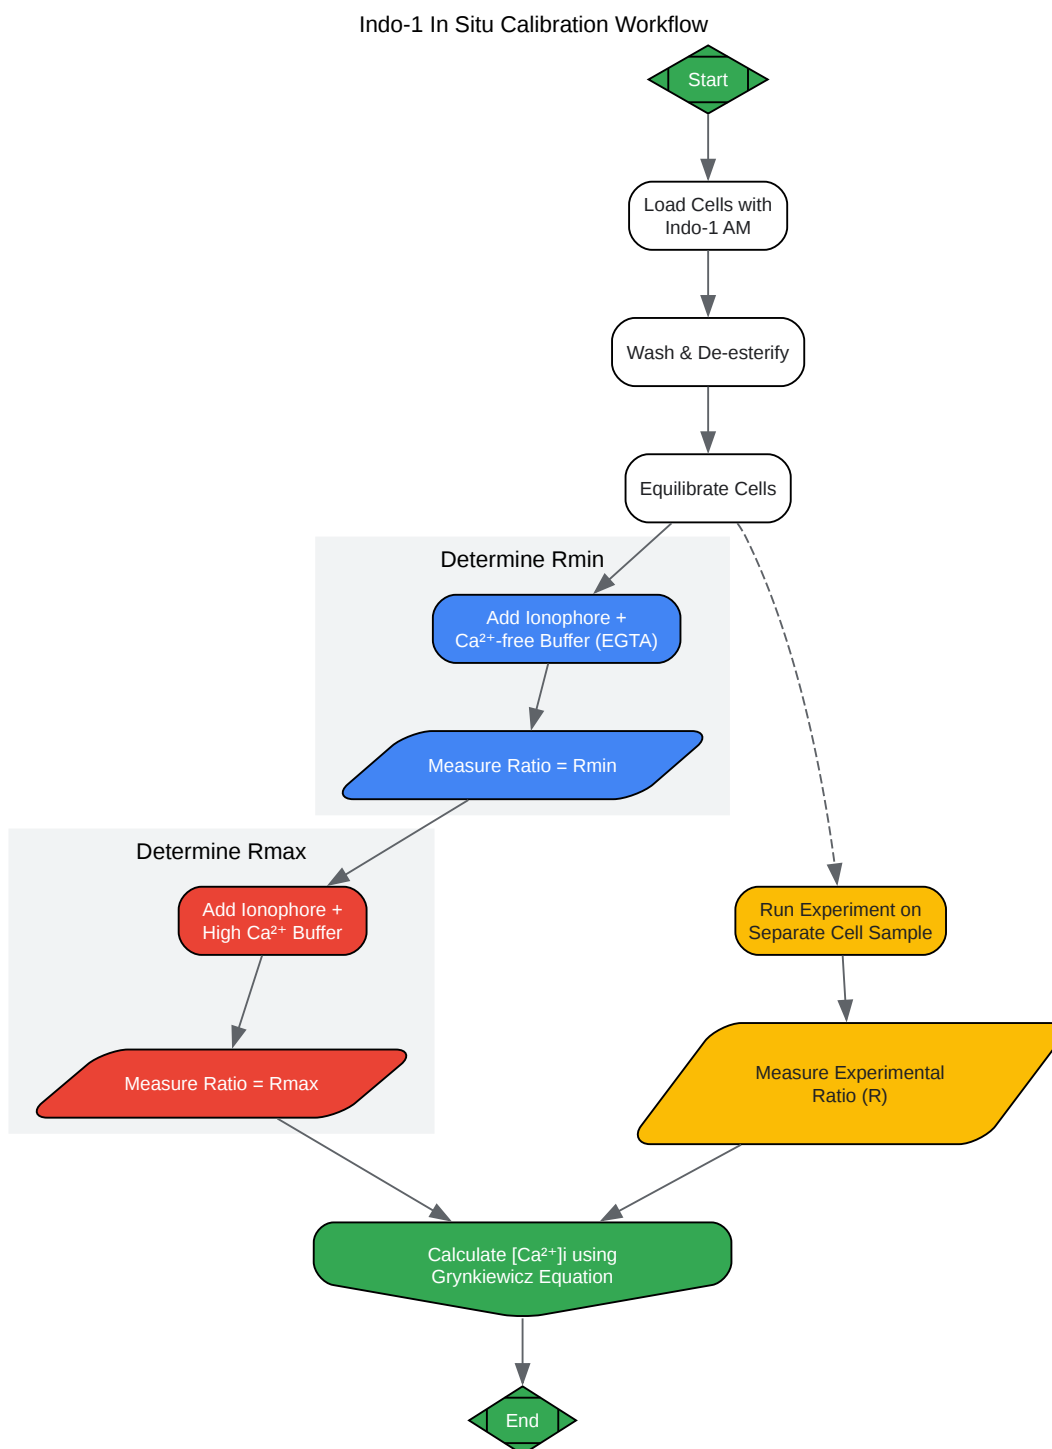 Indo-1 In Situ Calibration Workflow
Start
Load Cells with
Indo-1 AM
Wash & De-esterify
Equilibrate Cells
Determine Rmin
Add Ionophore +
Ca²⁺-free Buffer (EGTA)
Measure Ratio = Rmin
Determine Rmax
Add Ionophore +
High Ca²⁺ Buffer
Measure Ratio = Rmax
Run Experiment on
Separate Cell Sample
Measure Experimental
Ratio (R)
Calculate [Ca²⁺]i using
Grynkiewicz Equation
End